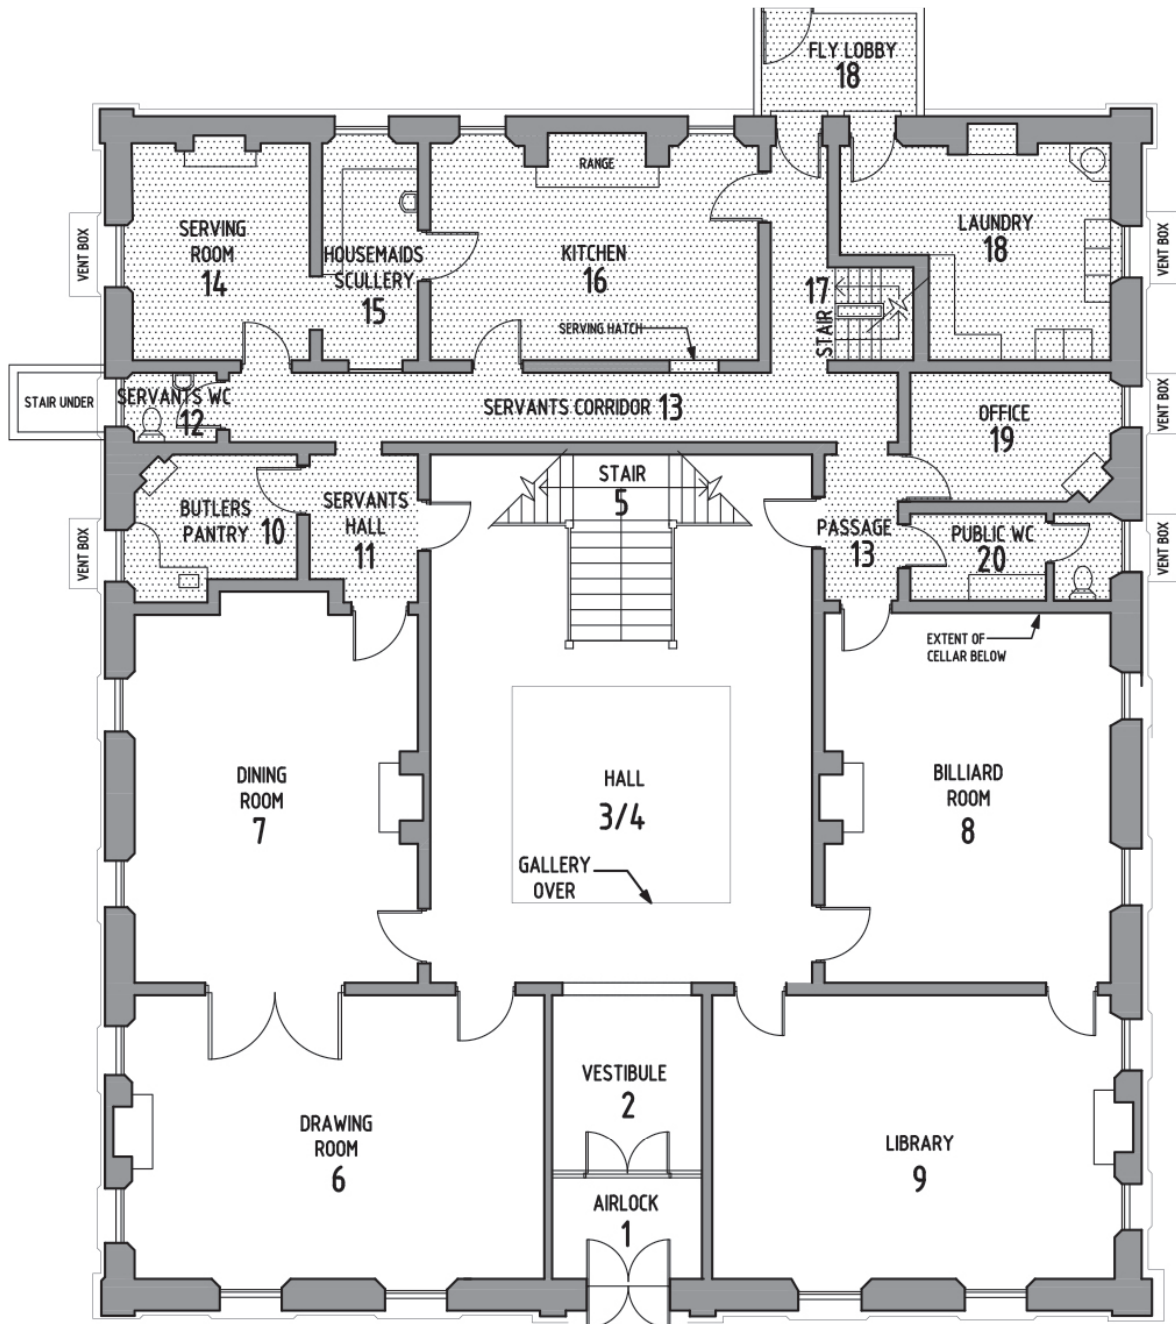 FLY LOBBY
18
RANGE
SERVING
ROOM
14
HOUSEMAIDS
SCULLERY
15
KITCHEN
16
LAUNDRY
18
VENT BOX
VENT BOX
17
STAIR
SERVING HATCH
STAIR UNDER
SERVANTS WC
12
SERVANTS CORRIDOR 13
OFFICE
19
VENT BOX
BUTLERS
PANTRY 10
SERVANTS
HALL
11
STAIR
5
PASSAGE
13
PUBLIC WC
20
VENT BOX
VENT BOX
EXTENT OF
CELLAR BELOW
DINING
ROOM
7
HALL
3/4
GALLERY
OVER
BILLIARD
ROOM
8
DRAWING
ROOM
6
VESTIBULE
2
AIRLOCK
1
LIBRARY
9